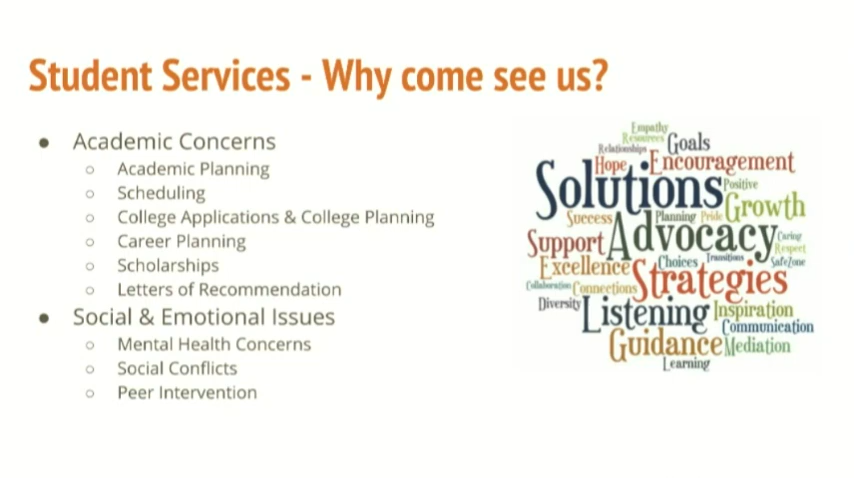 Student Services - Why come see us?
● Academic Concerns
○ Academic Planning
○ Scheduling
○ College Applications & College Planning
○ Career Planning
○ Scholarships
○ Letters of Recommendation
● Social & Emotional Issues
○ Mental Health Concerns
○ Social Conflicts
○ Peer Intervention
Empathy
Resources
Relationships
Goals
Hope
Encouragement
Solutions
Positive
Success
Planning
Pride
Growth
Support
Advocacy
Caring
Respect
Excellence
Choices
Transitions
SafeZone
Strategies
Collaboration
Connections
Diversity
Listening
Inspiration
Communication
Guidance
Mediation
Learning